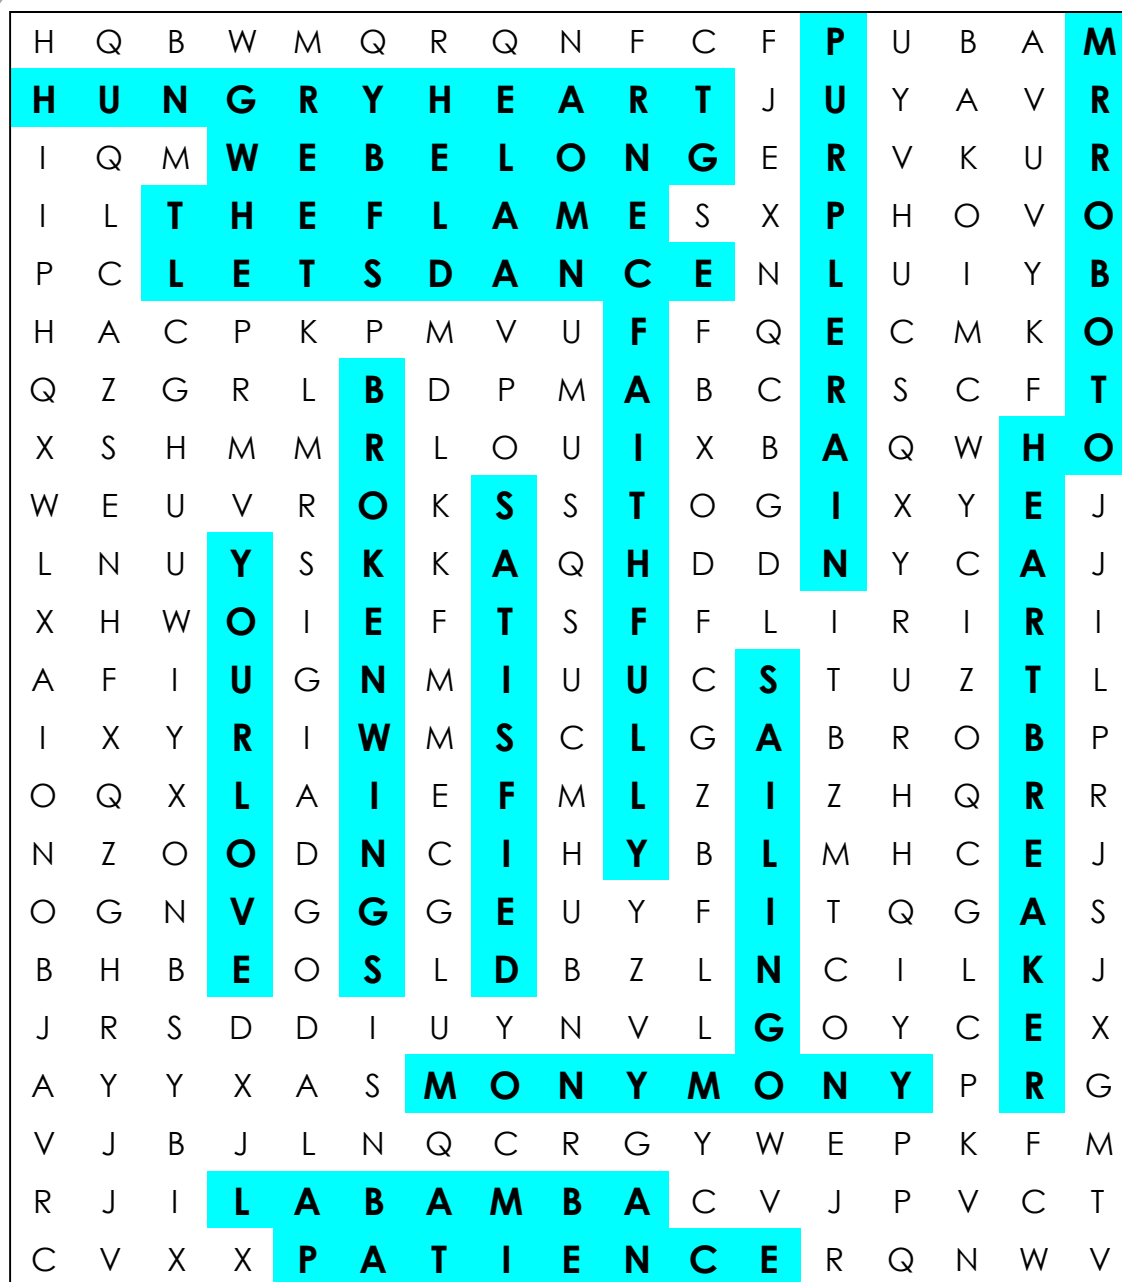 H Q B W M Q R Q N F C F P U B A M
H U N G R Y H E A R T J U Y A V R
I Q M W E B E L O N G E R V K U R
I L T H E F L A M E S X P H O V O
P C L E T S D A N C E N L U I Y B
H A C P K P M V U F F Q E C M K O
Q Z G R L B D P M A B C R S C F T
X S H M M R L O U I X B A Q W H O
W E U V R O K S S T O G I X Y E J
L N U Y S K K A Q H D D N Y C A J
X H W O I E F T S F F L I R I R I
A F I U G N M I U U C S T U Z T L
I X Y R I W M S C L G A B R O B P
O Q X L A I E F M L Z I Z H Q R R
N Z O O D N C I H Y B L M H C E J
O G N V G G G E U Y F I T Q G A S
B H B E O S L D B Z L N C I L K J
J R S D D I U Y N V L G O Y C E X
A Y Y X A S M O N Y M O N Y P R G
V J B J L N Q C R G Y W E P K F M
R J I L A B A M B A C V J P V C T
C V X X P A T I E N C E R Q N W V